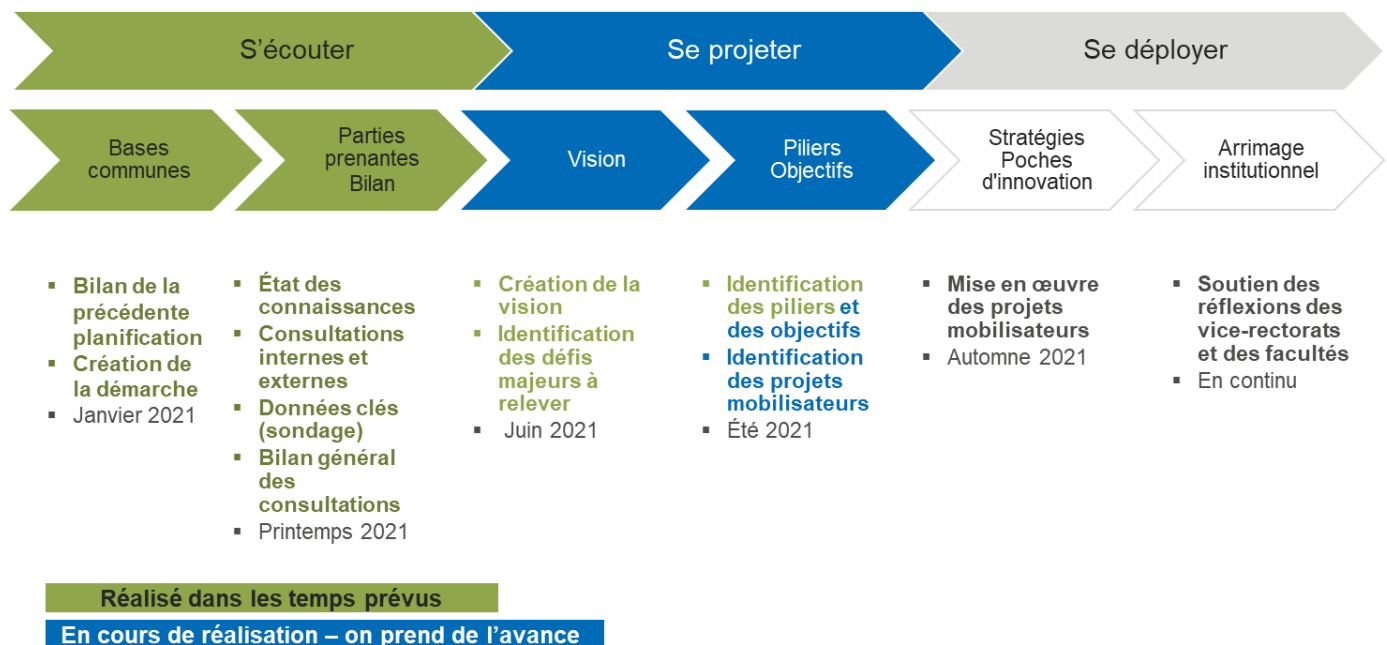 S'écouter
Se projeter
Se déployer
Bases
communes
Parties
prenantes
Bilan
Vision
Piliers
Objectifs
Stratégies
Poches
d'innovation
Arrimage
institutionnel
▪ Bilan de la
précédente
planification
▪ Création de
la démarche
▪ Janvier 2021
▪ État des
connaissances
▪ Consultations
internes et
externes
▪ Données clés
(sondage)
▪ Bilan général
des
consultations
▪ Printemps 2021
▪ Création de la
vision
▪ Identification
des défis
majeurs à
relever
▪ Juin 2021
▪ Identification
des piliers et
des objectifs
▪ Identification
des projets
mobilisateurs
▪ Été 2021
▪ Mise en œuvre
des projets
mobilisateurs
▪ Automne 2021
▪ Soutien des
réflexions des
vice-rectorats
et des facultés
▪ En continu
Réalisé dans les temps prévus
En cours de réalisation – on prend de l'avance